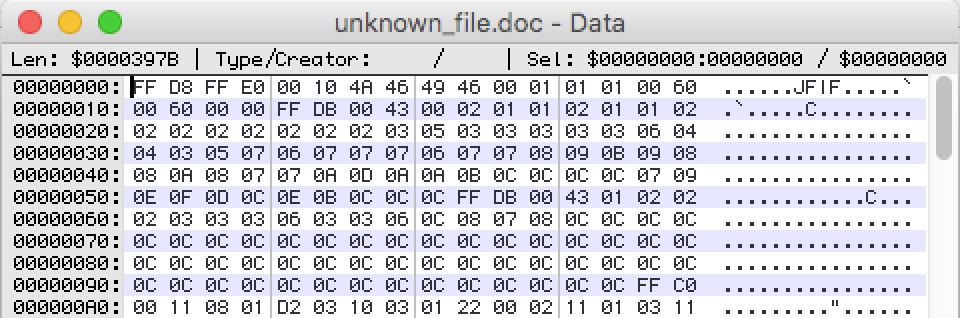 unknown_file.doc - Data
Len: $0000397B | Type/Creator: / | Sel: $00000000:00000000 / $00000000
00000000: FF D8 FF E0 00 10 4A 46 49 46 00 01 01 01 00 60 ......JFIF.....`
00000010: 00 60 00 00 FF DB 00 43 00 02 01 01 02 01 01 02 .`.....C........
00000020: 02 02 02 02 02 02 02 03 05 03 03 03 03 03 06 04 ................
00000030: 04 03 05 07 06 07 07 07 06 07 07 08 09 0B 09 08 ................
00000040: 08 0A 08 07 07 0A 0D 0A 0A 0B 0C 0C 0C 0C 07 09 ................
00000050: 0E 0F 0D 0C 0E 0B 0C 0C 0C FF DB 00 43 01 02 02 ............C...
00000060: 02 03 03 03 06 03 03 06 0C 08 07 08 0C 0C 0C 0C ................
00000070: 0C 0C 0C 0C 0C 0C 0C 0C 0C 0C 0C 0C 0C 0C 0C 0C ................
00000080: 0C 0C 0C 0C 0C 0C 0C 0C 0C 0C 0C 0C 0C 0C 0C 0C ................
00000090: 0C 0C 0C 0C 0C 0C 0C 0C 0C 0C 0C 0C 0C 0C FF C0 ................
000000A0: 00 11 08 01 D2 03 10 03 01 22 00 02 11 01 03 11 ........."......